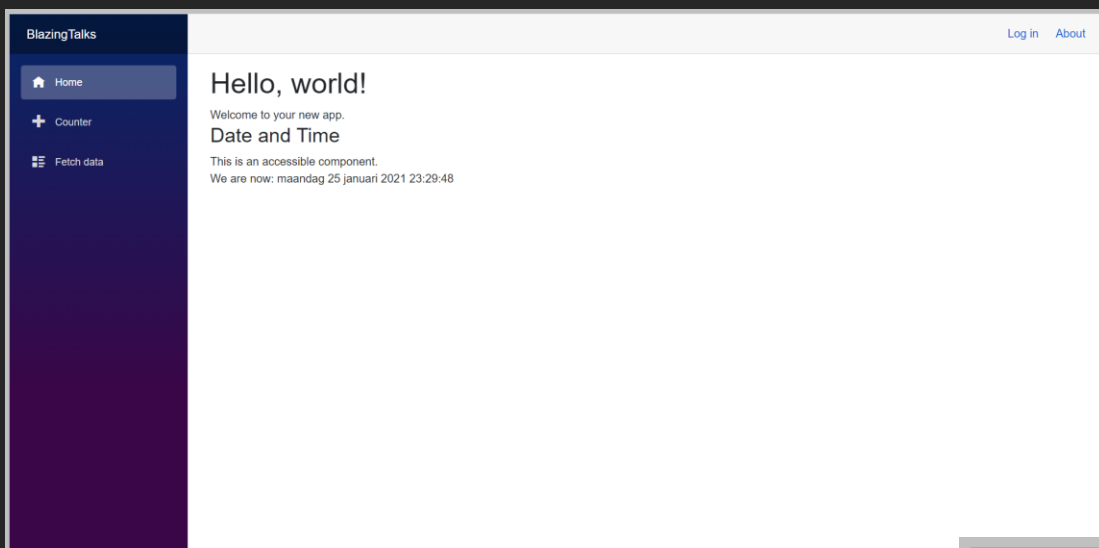 BlazingTalks
Log in About
Home
Counter
Fetch data
Hello, world!
Welcome to your new app.
Date and Time
This is an accessible component.
We are now: maandag 25 januari 2021 23:29:48